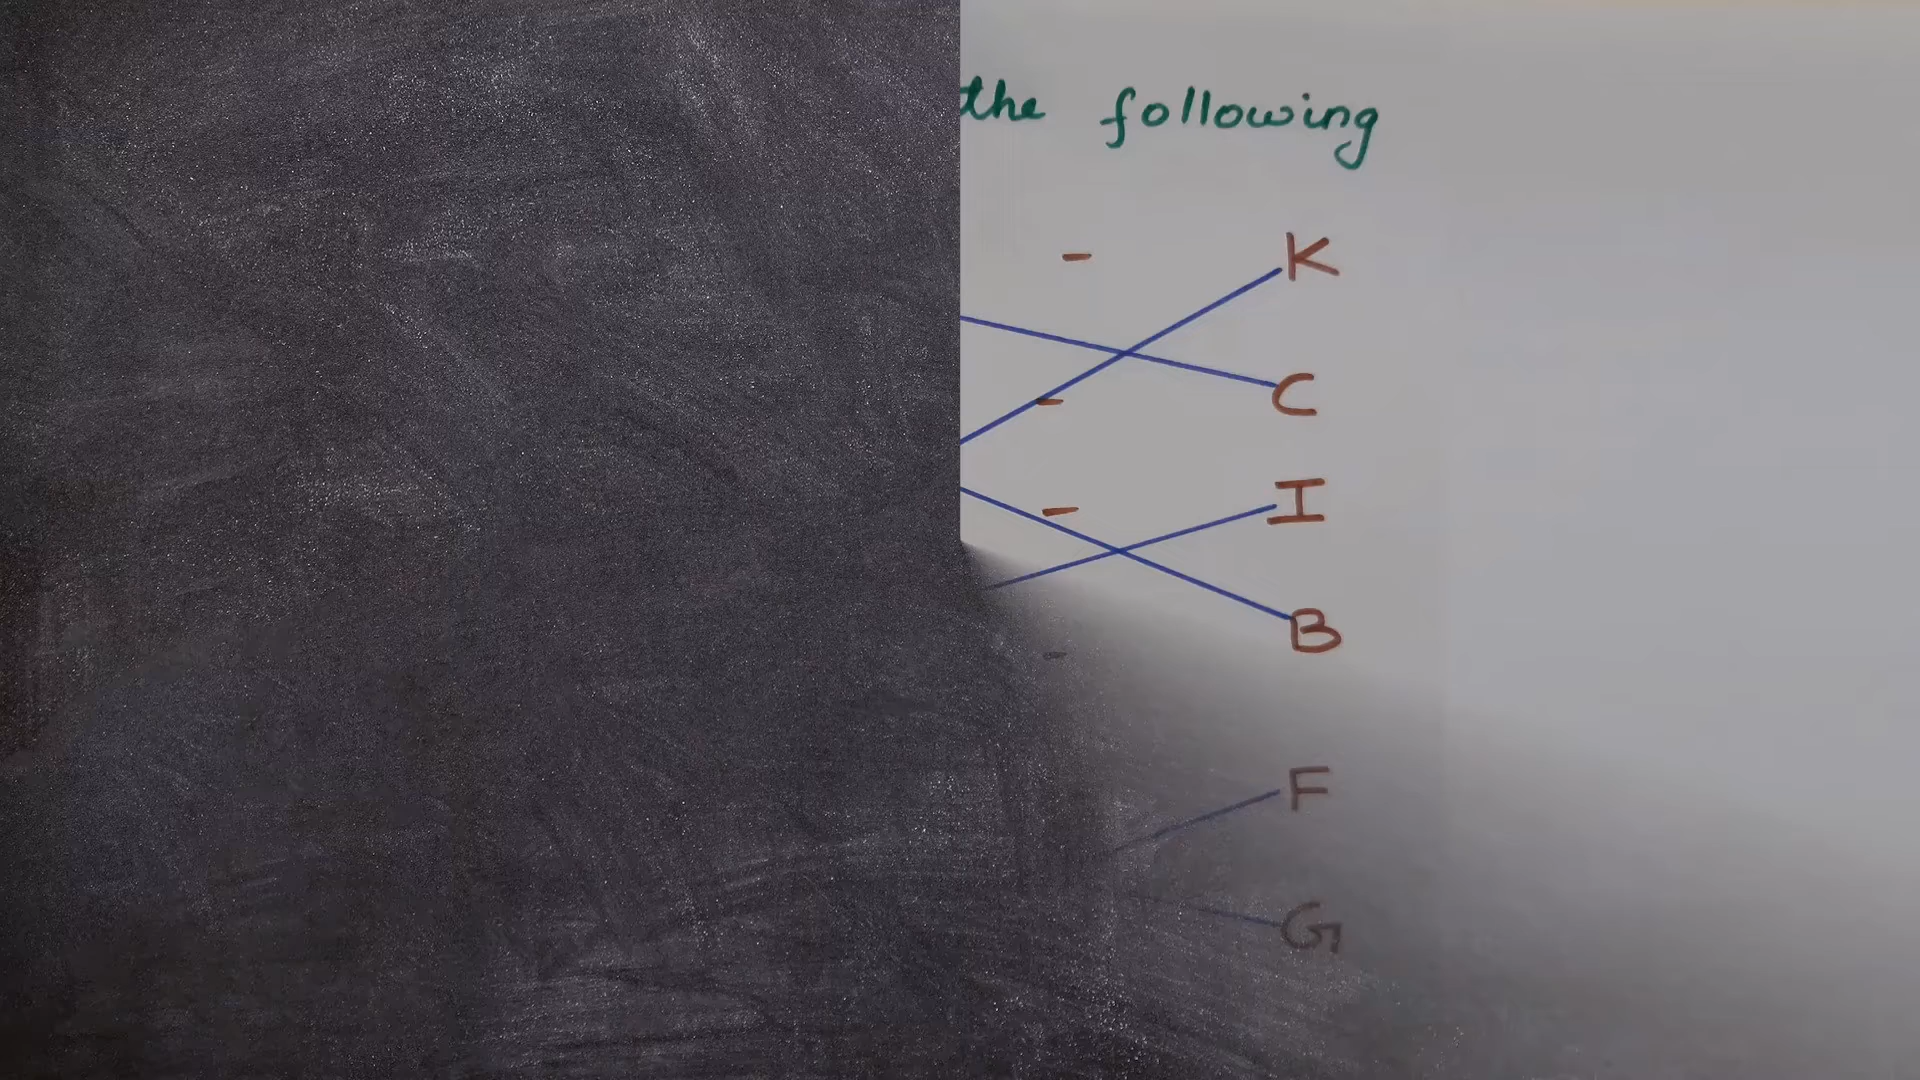 the following
- K
- C
- I
- B
F
G